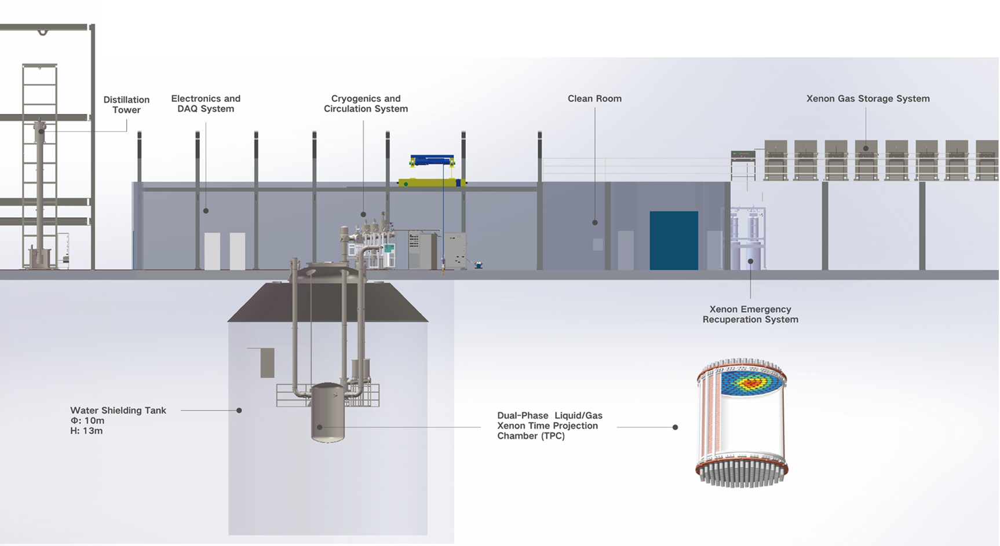 Distillation
Tower
Electronics and
DAQ System
Cryogenics and
Circulation System
Clean Room
Xenon Gas Storage System
Xenon Emergency
Recuperation System
Water Shielding Tank
Φ: 10m
H: 13m
Dual-Phase Liquid/Gas
Xenon Time Projection
Chamber (TPC)